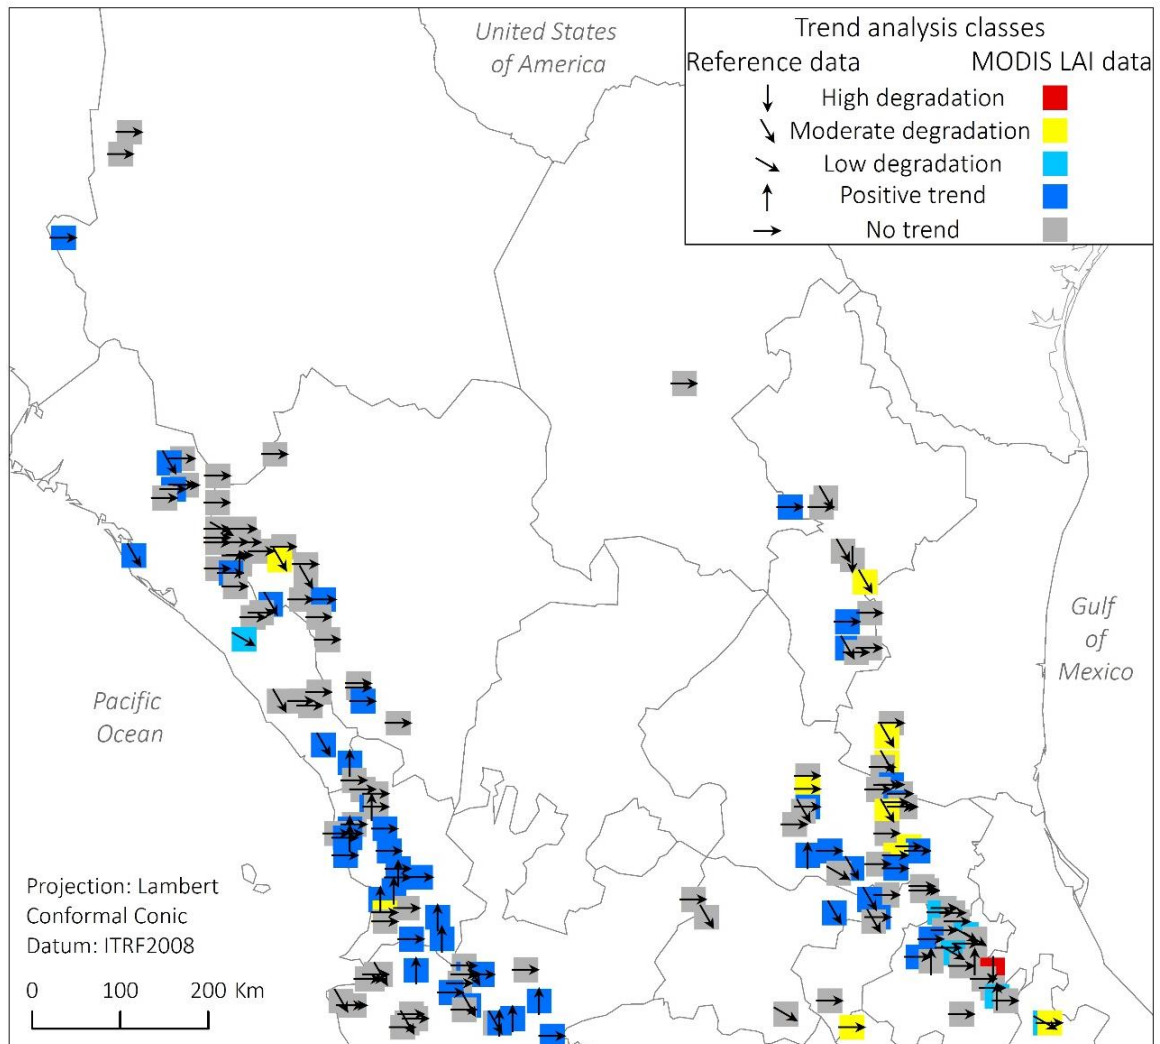 United States
of America
Trend analysis classes
Reference data MODIS LAI data
High degradation
Moderate degradation
Low degradation
Positive trend
No trend
Gulf
of
Mexico
Pacific
Ocean
Projection: Lambert
Conformal Conic
Datum: ITRF2008
0 100 200 Km